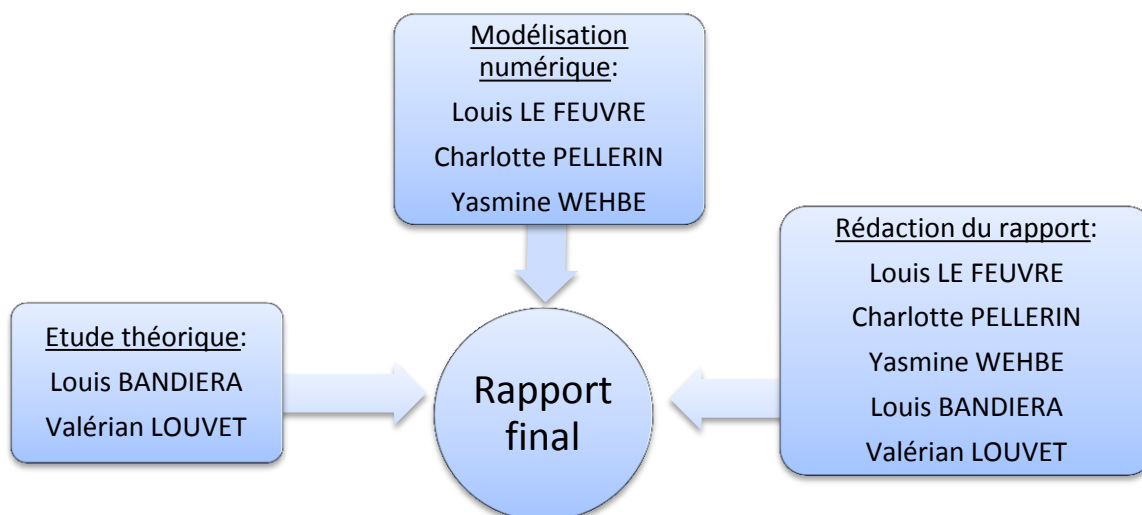 Modélisation
numérique:
Louis LE FEUVRE
Charlotte PELLERIN
Yasmine WEHBE
Etude théorique:
Louis BANDIERA
Valérian LOUVET
Rapport
final
Rédaction du rapport:
Louis LE FEUVRE
Charlotte PELLERIN
Yasmine WEHBE
Louis BANDIERA
Valérian LOUVET